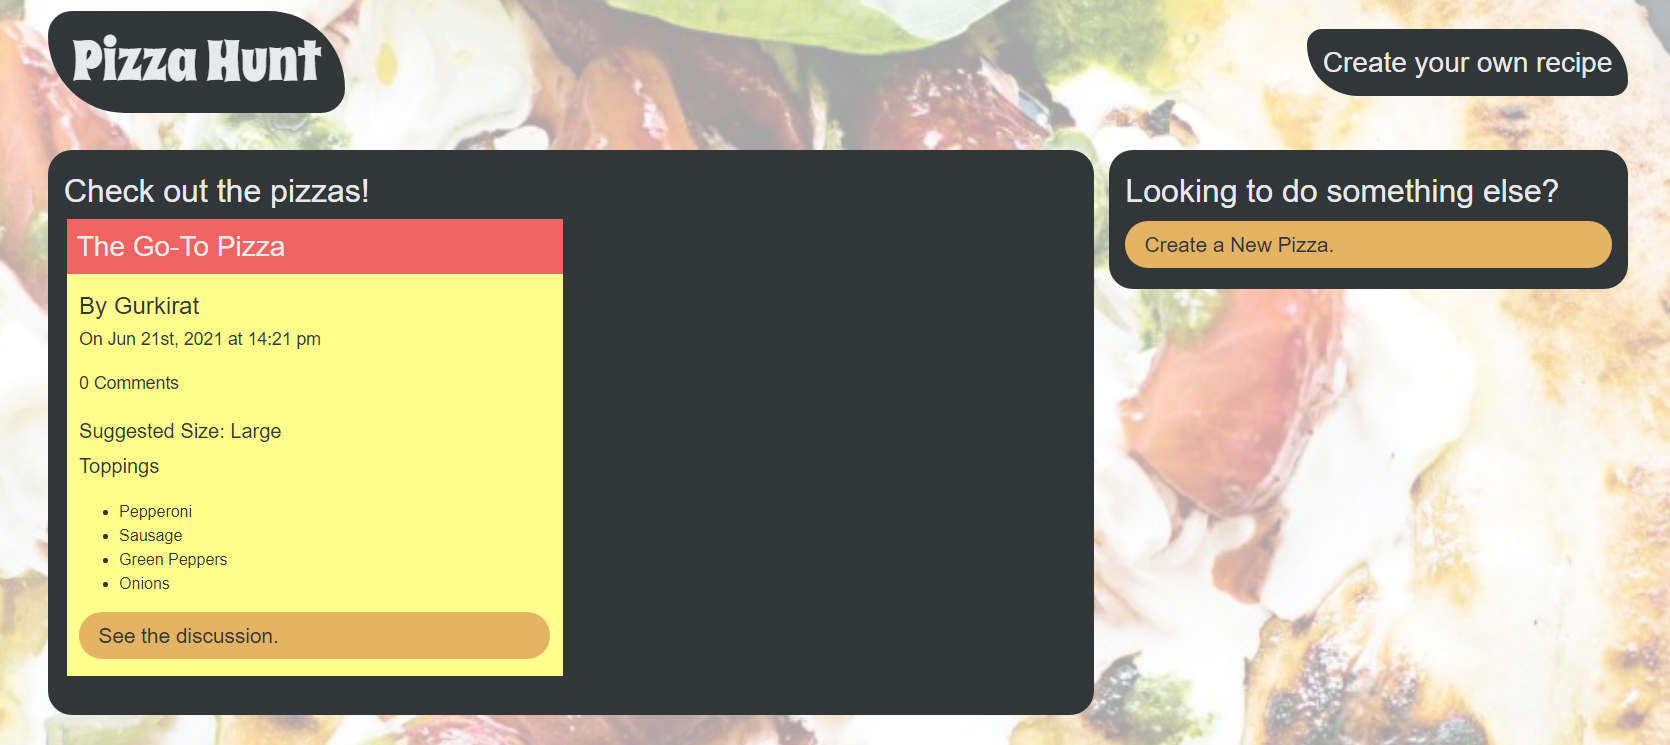 Pizza Hunt
Create your own recipe
Check out the pizzas!
The Go-To Pizza
By Gurkirat
On Jun 21st, 2021 at 14:21 pm
0 Comments
Suggested Size: Large
Toppings
Pepperoni
Sausage
Green Peppers
Onions
See the discussion.
Looking to do something else?
Create a New Pizza.